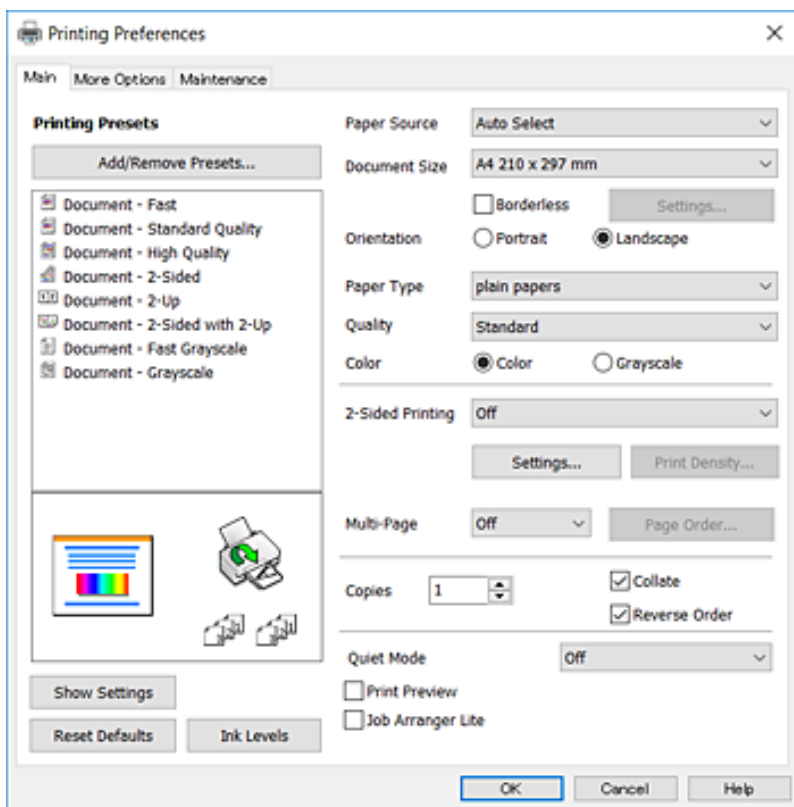 Printing Preferences
Main
More Options
Maintenance
Printing Presets
Add/Remove Presets...
Document - Fast
Document - Standard Quality
Document - High Quality
Document - 2-Sided
Document - 2-Up
Document - 2-Sided with 2-Up
Document - Fast Grayscale
Document - Grayscale
Show Settings
Reset Defaults
Ink Levels
Paper Source
Auto Select
Document Size
A4 210 x 297 mm
Borderless
Settings...
Orientation
Portrait
Landscape
Paper Type
plain papers
Quality
Standard
Color
Color
Grayscale
2-Sided Printing
Off
Settings...
Print Density...
Multi-Page
Off
Page Order...
Copies
1
Collate
Reverse Order
Quiet Mode
Off
Print Preview
Job Arranger Lite
OK
Cancel
Help